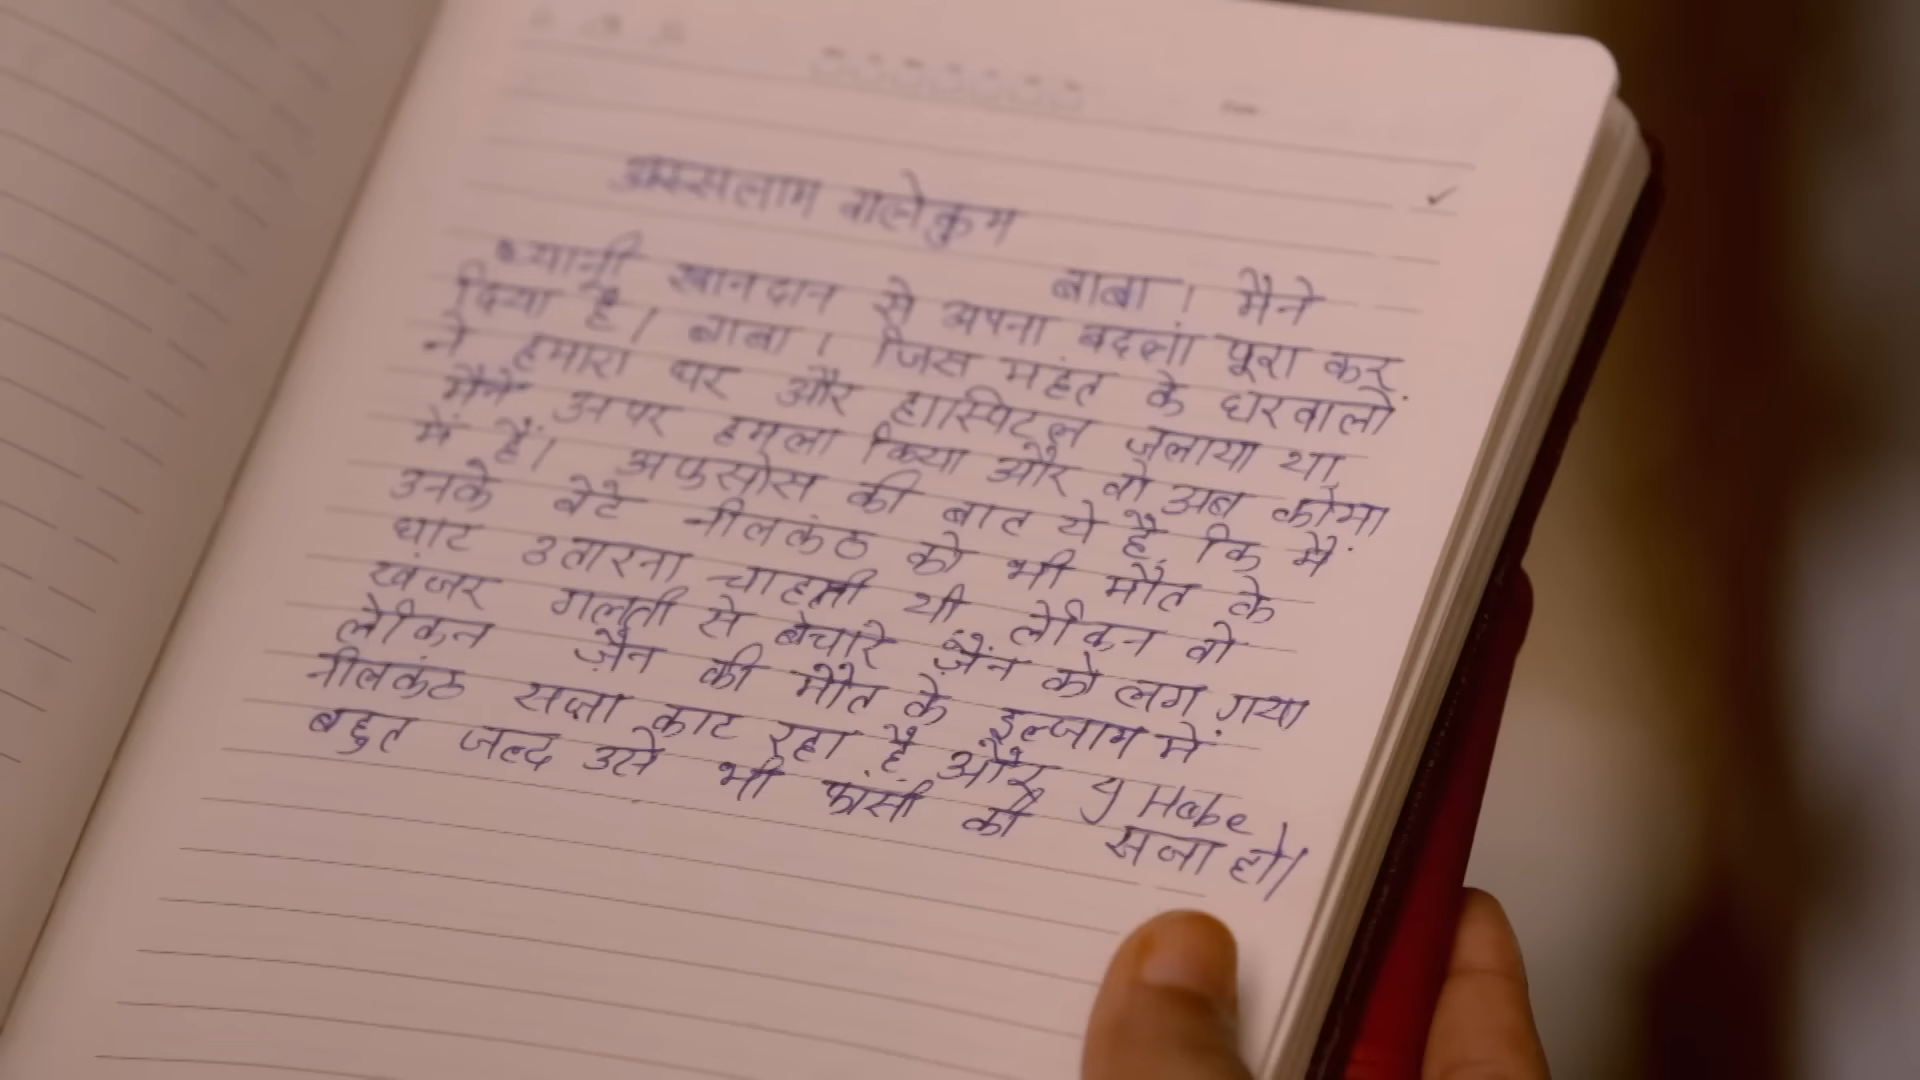 अस्सलाम वालेकुम
बाबा । मैने
ध्यानी खानदान से अपना बदला पूरा कर
दिया है। बाबा । जिस महंत के घरवालों
ने हमारा घर और हास्पिटल जलाया था,
मैंने उनपर हमला किया और वो अब कोमा
में हैं। अफसोस की बात ये है कि मैं
उनके बेटे नीलकंठ को भी मौत के
घाट उतारना चाहती थी लेकिन वो
खंजर गलती से बेचारे ज़ैन को लग गया
लेकिन ज़ैन की मौत के इल्जाम में
नीलकंठ सज़ा काट रहा है और I Hobe
बहुत जल्द उसे भी फांसी की सजा हो।